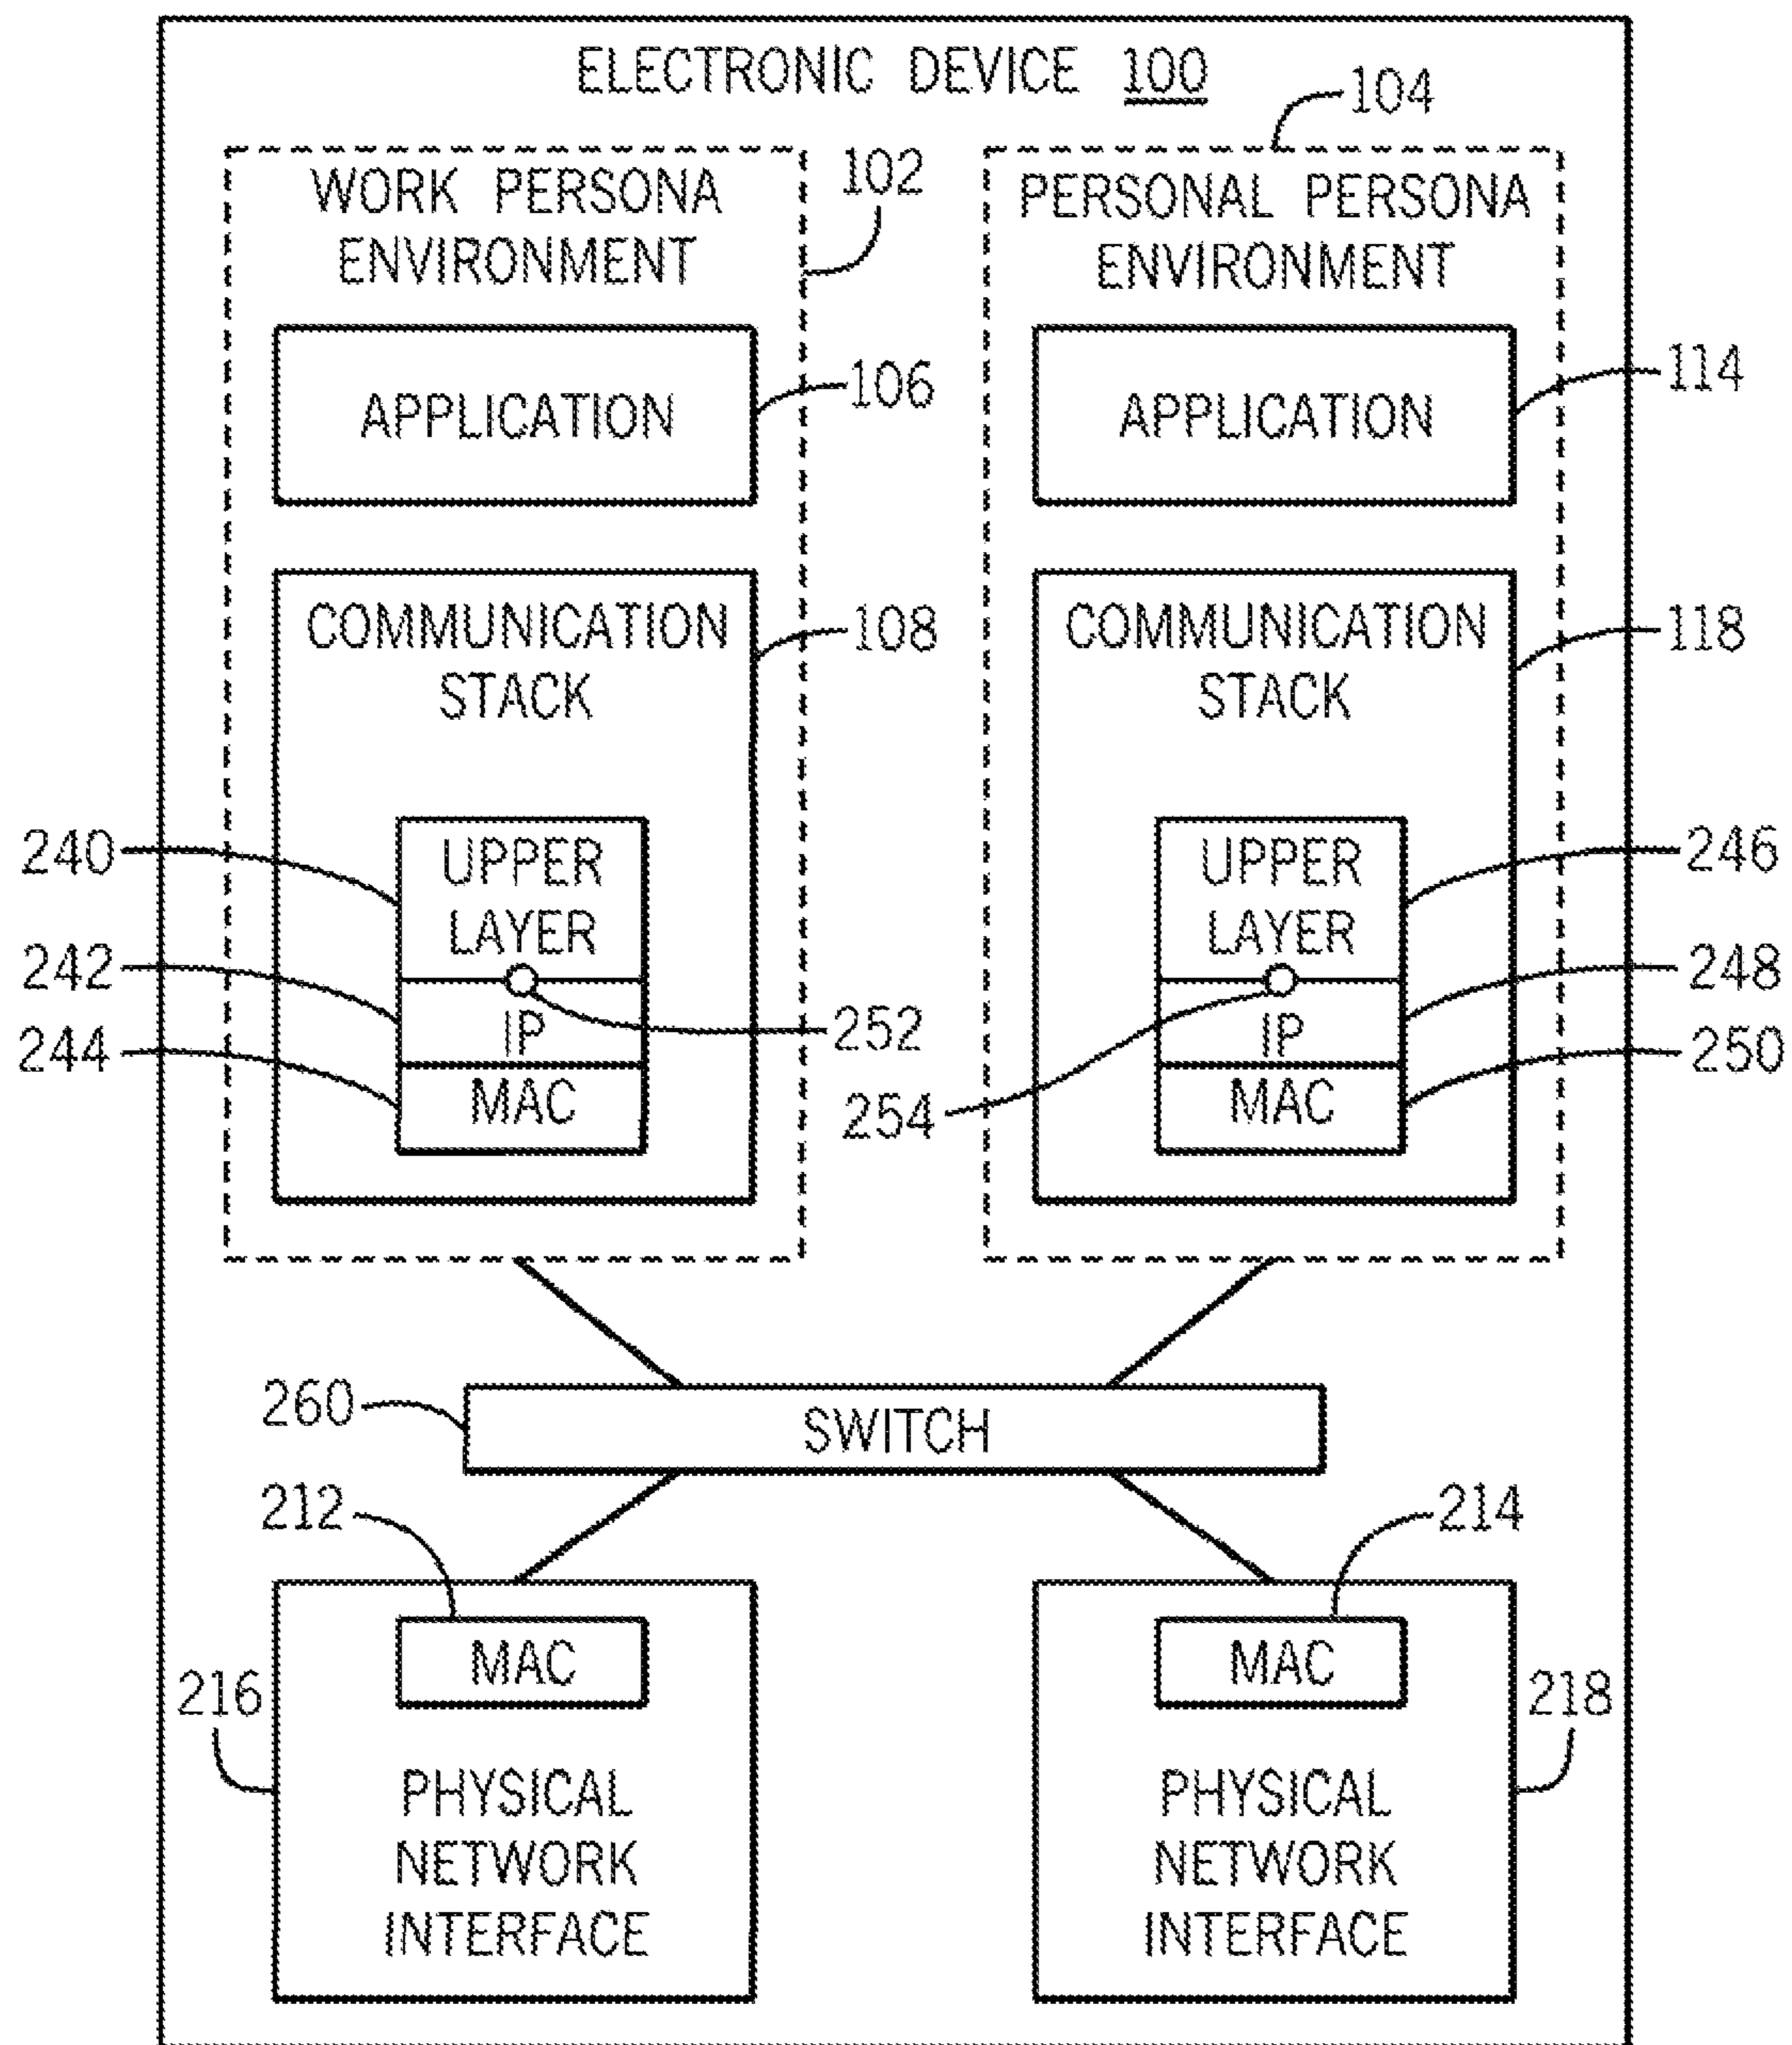 ELECTRONIC DEVICE 100
104
WORK PERSONA
ENVIRONMENT
102
PERSONAL PERSONA
ENVIRONMENT
APPLICATION
106
APPLICATION
114
COMMUNICATION
STACK
108
COMMUNICATION
STACK
118
240
UPPER
LAYER
242
IP
252
244
MAC
UPPER
LAYER
246
IP
248
254
MAC
250
260
SWITCH
212
MAC
214
MAC
216
PHYSICAL
NETWORK
INTERFACE
PHYSICAL
NETWORK
INTERFACE
218